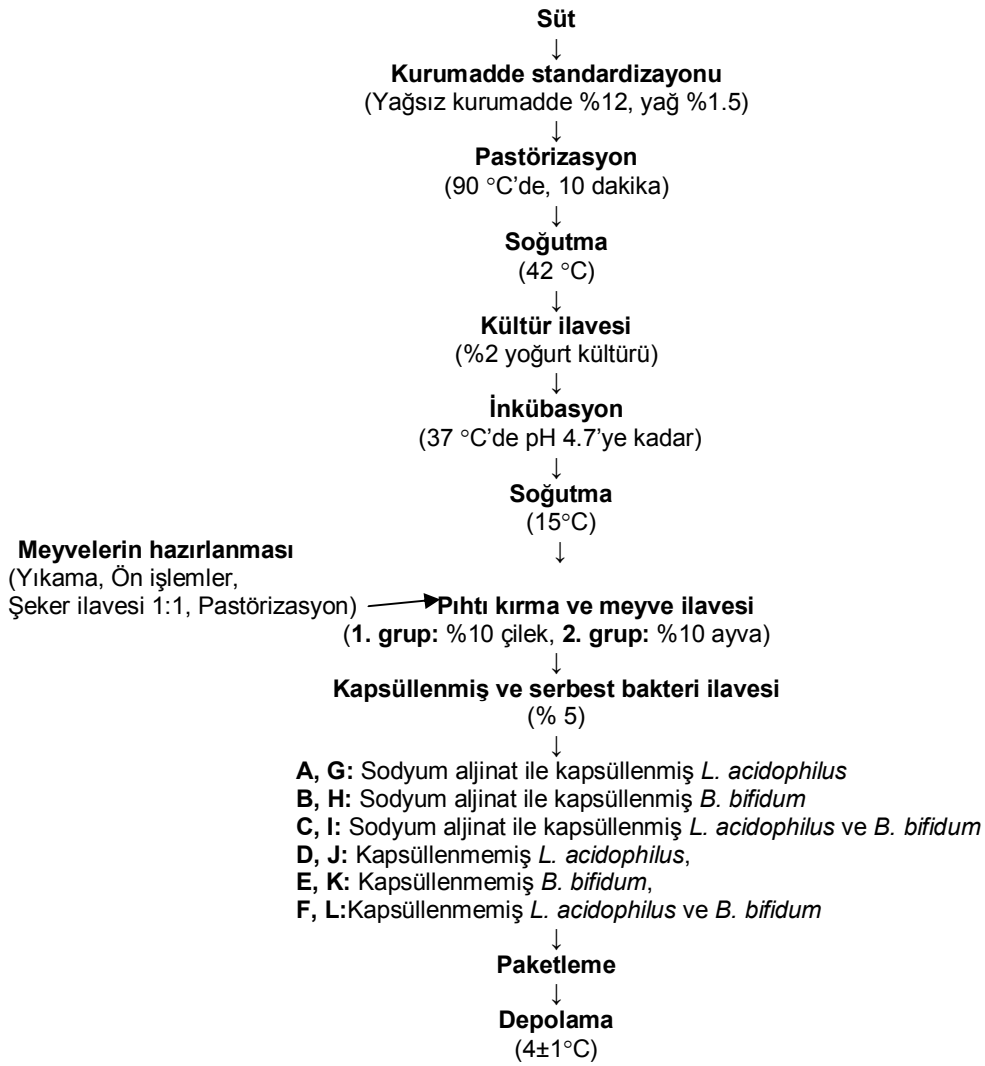 Süt
↓
Kurumadde standardizayonu
(Yağsız kurumadde %12, yağ %1.5)
↓
Pastörizasyon
(90 °C’de, 10 dakika)
↓
Soğutma
(42 °C)
↓
Kültür ilavesi
(%2 yoğurt kültürü)
↓
İnkübasyon
(37 °C’de pH 4.7’ye kadar)
↓
Soğutma
(15°C)
↓
Meyvelerin hazırlanması
(Yıkama, Ön işlemler,
Şeker ilavesi 1:1, Pastörizasyon)
Pıhtı kırma ve meyve ilavesi
(1. grup: %10 çilek, 2. grup: %10 ayva)
↓
Kapsüllenmiş ve serbest bakteri ilavesi
(% 5)
↓
A, G: Sodyum aljinat ile kapsüllenmiş L. acidophilus
B, H: Sodyum aljinat ile kapsüllenmiş B. bifidum
C, I: Sodyum aljinat ile kapsüllenmiş L. acidophilus ve B. bifidum
D, J: Kapsüllenmemiş L. acidophilus,
E, K: Kapsüllenmemiş B. bifidum,
F, L:Kapsüllenmemiş L. acidophilus ve B. bifidum
↓
Paketleme
↓
Depolama
(4±1°C)